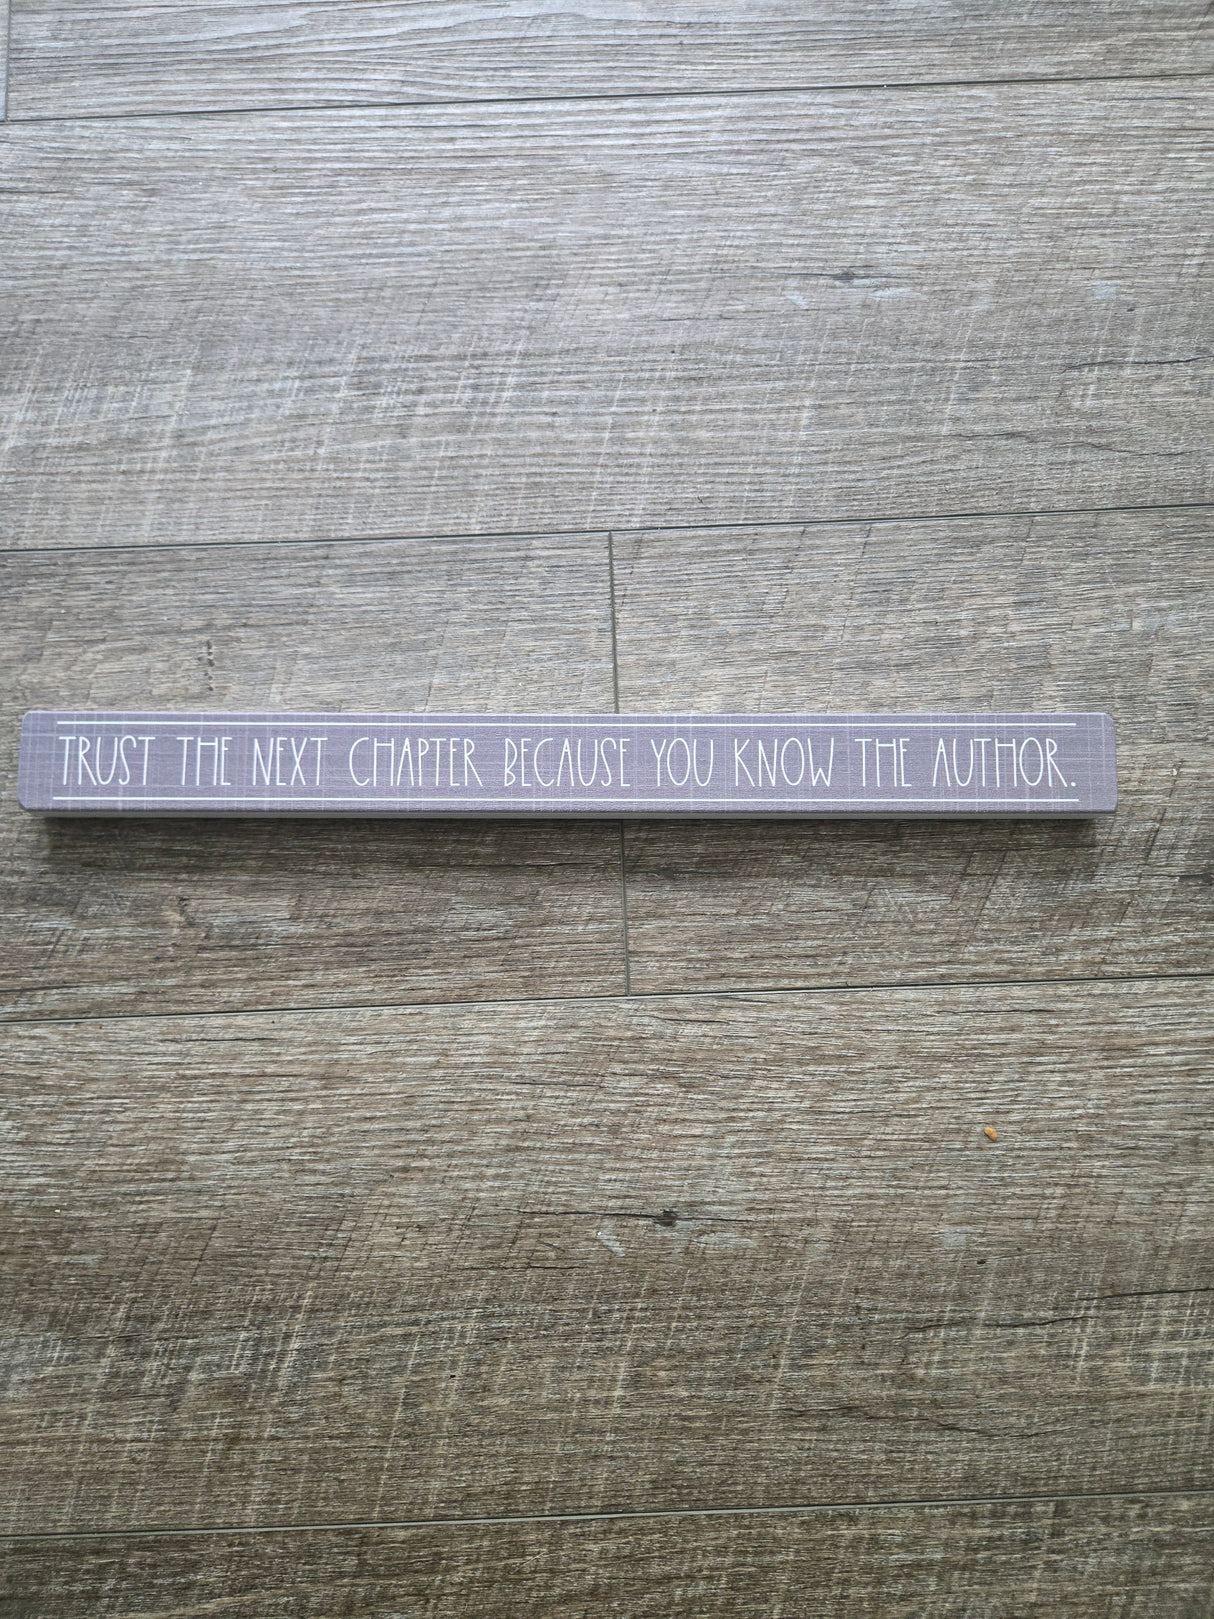 TRUST THE NEXT CHAPTER BECAUSE YOU KNOW THE AUTHOR.